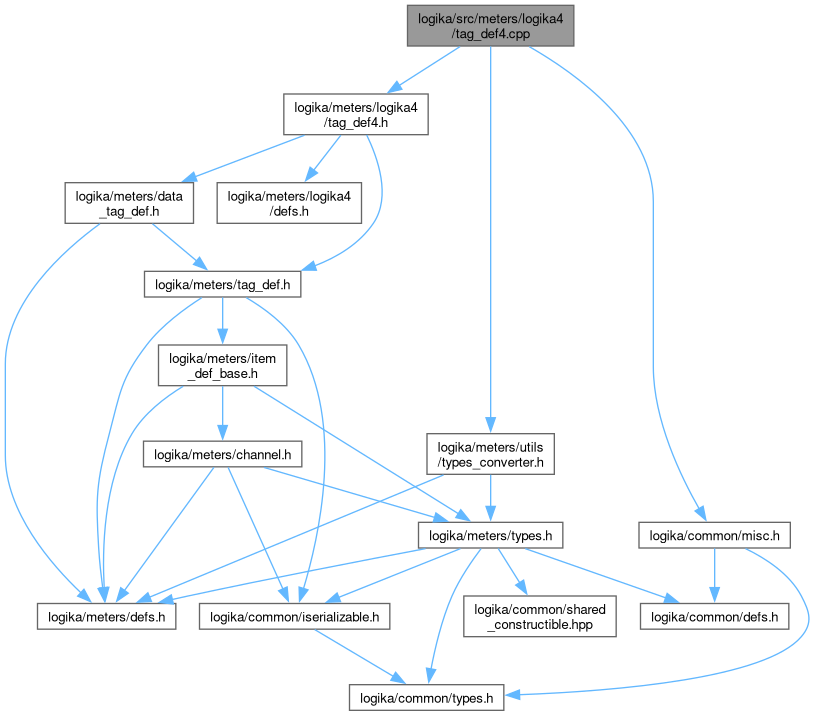 logika/src/meters/logika4
/tag_def4.cpp
logika/meters/logika4
/tag_def4.h
logika/meters/data
_tag_def.h
logika/meters/logika4
/defs.h
logika/meters/tag_def.h
logika/meters/item
_def_base.h
logika/meters/channel.h
logika/meters/utils
/types_converter.h
logika/meters/types.h
logika/common/misc.h
logika/meters/defs.h
logika/common/iserializable.h
logika/common/shared
_constructible.hpp
logika/common/defs.h
logika/common/types.h